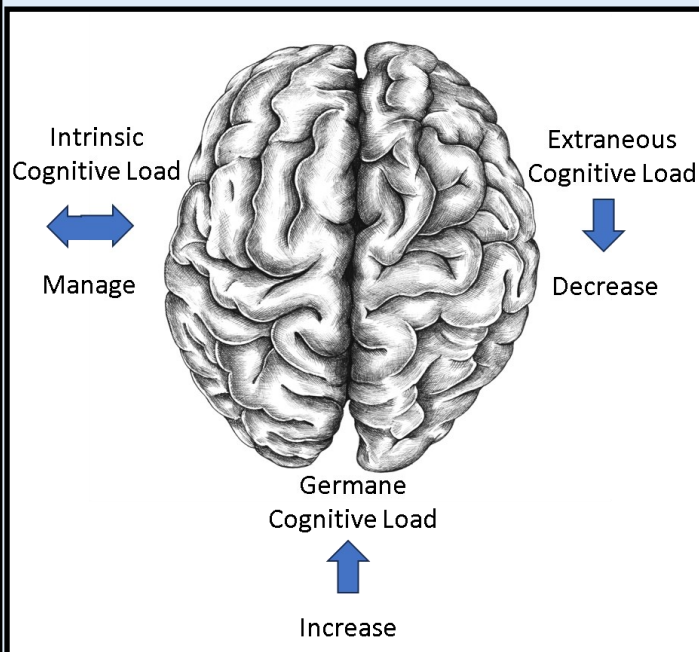 Intrinsic
Cognitive Load
Manage
Extraneous
Cognitive Load
Decrease
Germane
Cognitive Load
Increase